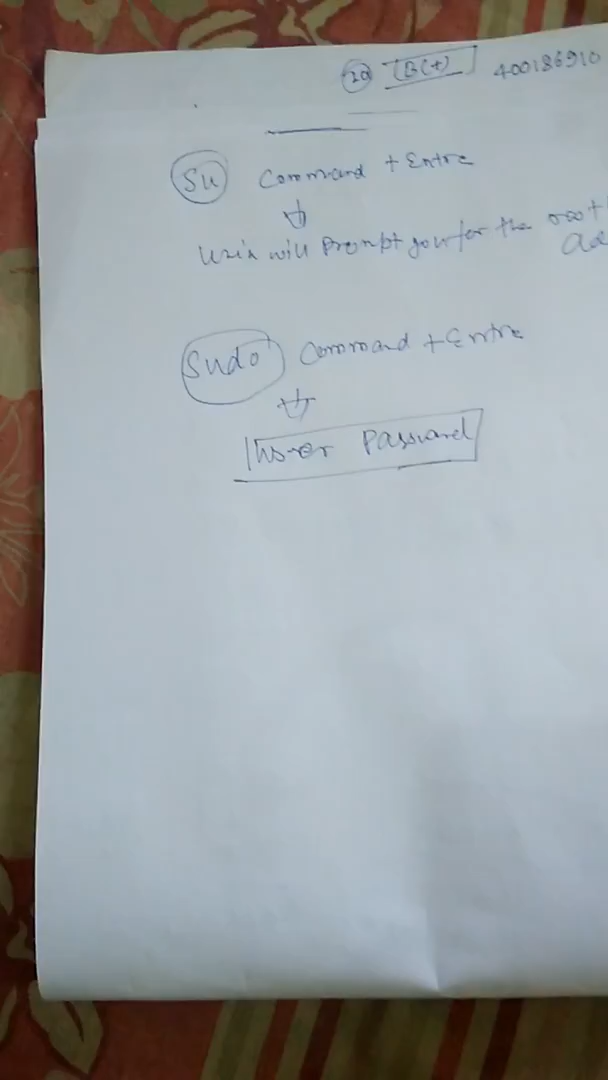 20 B(+) 400186910
Su Command + Entre
Unix will Prompt you for the root
Sudo Command + Entre
User Password